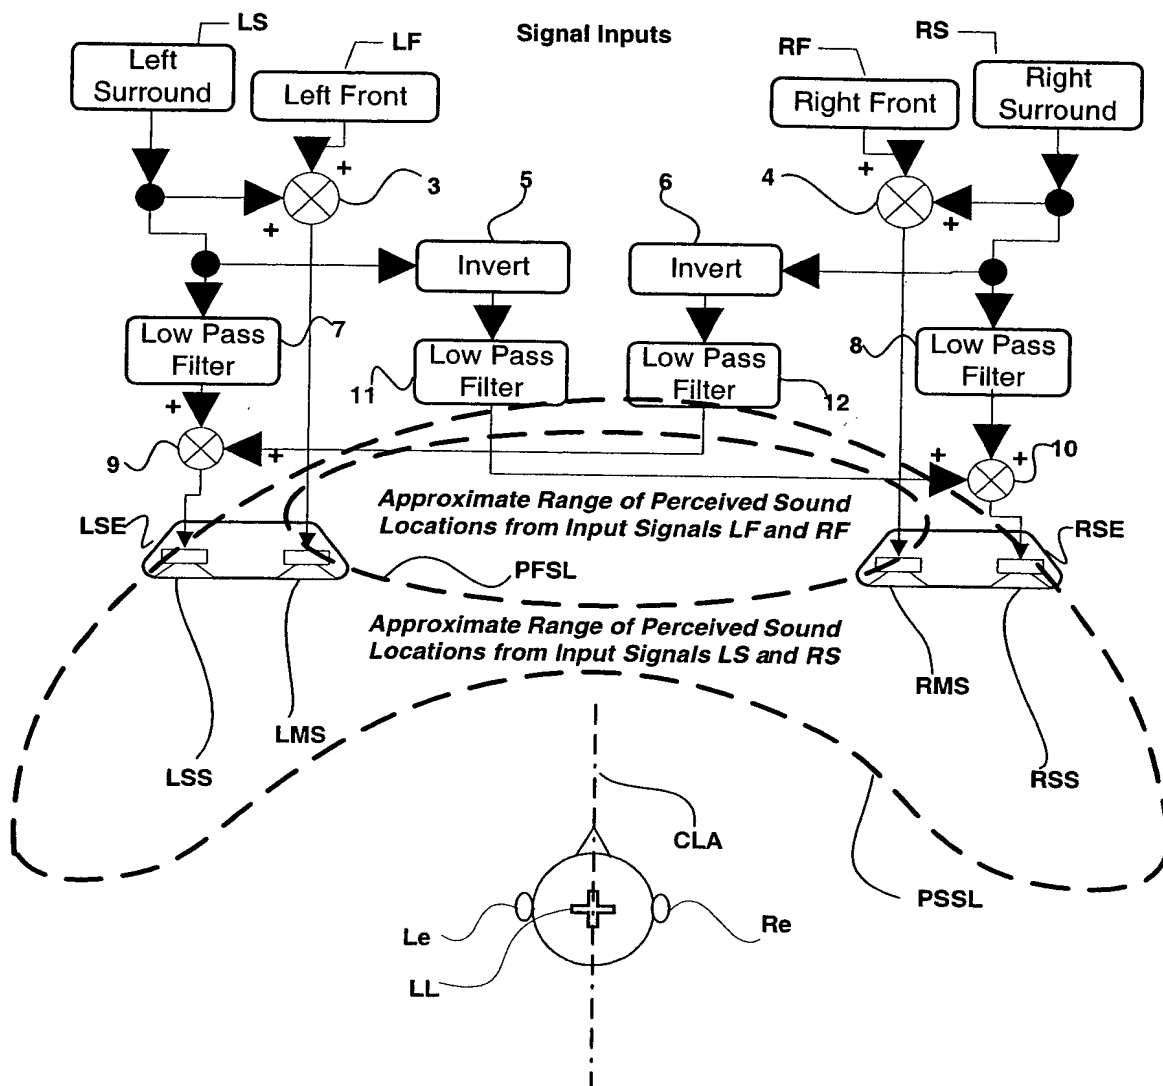 LS
LF
Signal Inputs
RF
RS
Left
Surround
Left Front
Right Front
Right
Surround
+
3
5
6
4
+
+
+
Invert
Invert
7
Low Pass
Filter
11
Low Pass
Filter
Low Pass
Filter
12
8
Low Pass
Filter
+
9
+
+
+
10
LSE
Approximate Range of Perceived Sound
Locations from Input Signals LF and RF
RSE
PFSL
Approximate Range of Perceived Sound
Locations from Input Signals LS and RS
LSS
LMS
RMS
RSS
CLA
PSSL
Le
Re
LL